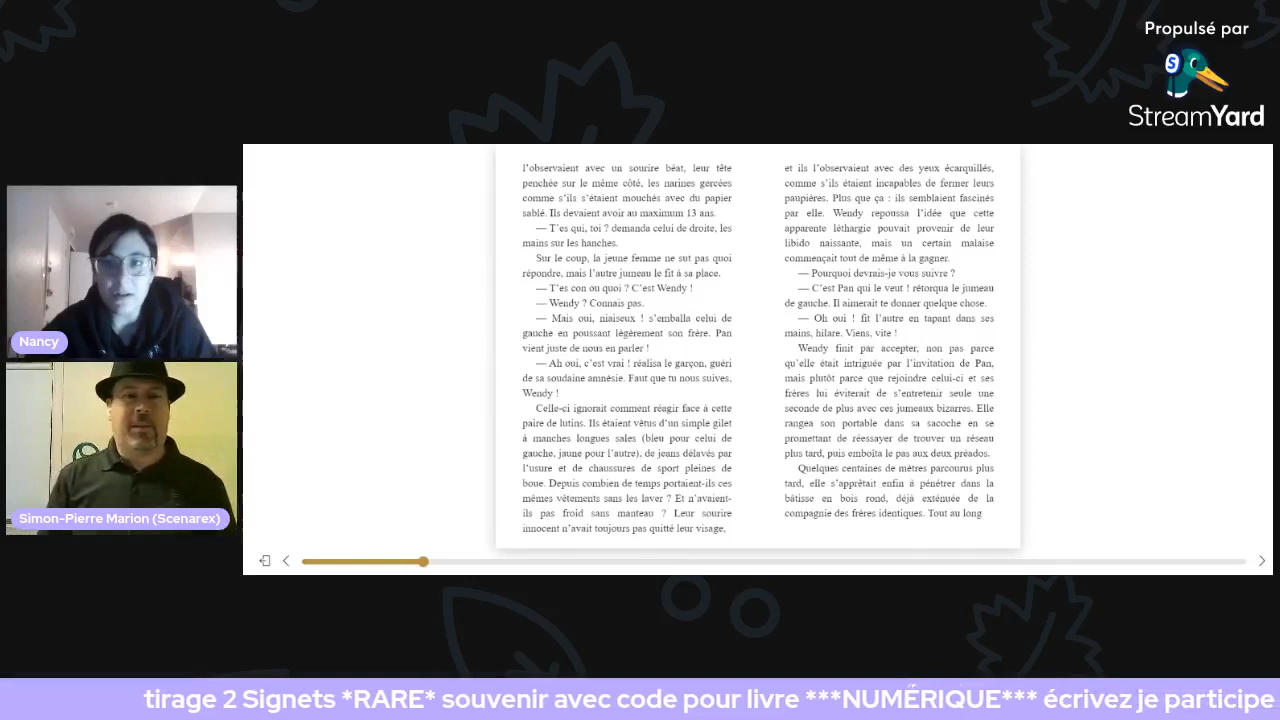 Propulsé par
S
StreamYard
l'observaient avec un sourire béat, leur tête
penchée sur le même côté, les narines gercées
comme s'ils s'étaient mouchés avec du papier
sablé. Ils devaient avoir au maximum 13 ans.
— T'es qui, toi ? demanda celui de droite, les
mains sur les hanches.
Sur le coup, la jeune femme ne sut pas quoi
répondre, mais l'autre jumeau le fit à sa place.
— T'es con ou quoi ? C'est Wendy !
— Wendy ? Connais pas.
— Mais oui, niaiseux ! s'emballa celui de
gauche en poussant légèrement son frère. Pan
vient juste de nous en parler !
— Ah oui, c'est vrai ! réalisa le garçon, guéri
de sa soudaine amnésie. Faut que tu nous suives,
Wendy !
Celle-ci ignorait comment réagir face à cette
paire de lutins. Ils étaient vêtus d'un simple gilet
à manches longues sales (bleu pour celui de
gauche, jaune pour l'autre), de jeans délavés par
l'usure et de chaussures de sport pleines de
boue. Depuis combien de temps portaient-ils ces
mêmes vêtements sans les laver ? Et n'avaient-
ils pas froid sans manteau ? Leur sourire
innocent n'avait toujours pas quitté leur visage,
et ils l'observaient avec des yeux écarquillés,
comme s'ils étaient incapables de fermer leurs
paupières. Plus que ça : ils semblaient fascinés
par elle. Wendy repoussa l'idée que cette
apparente léthargie pouvait provenir de leur
libido naissante, mais un certain malaise
commençait tout de même à la gagner.
— Pourquoi devrais-je vous suivre ?
— C'est Pan qui le veut ! rétorqua le jumeau
de gauche. Il aimerait te donner quelque chose.
— Oh oui ! fit l'autre en tapant dans ses
mains, hilare. Viens, vite !
Wendy finit par accepter, non pas parce
qu'elle était intriguée par l'invitation de Pan,
mais plutôt parce que rejoindre celui-ci et ses
frères lui éviterait de s'entretenir seule une
seconde de plus avec ces jumeaux bizarres. Elle
rangea son portable dans sa sacoche en se
promettant de réessayer de trouver un réseau
plus tard, puis emboîta le pas aux deux préados.
Quelques centaines de mètres parcourus plus
tard, elle s'apprêtait enfin à pénétrer dans la
bâtisse en bois rond, déjà exténuée de la
compagnie des frères identiques. Tout au long
Nancy
Simon-Pierre Marion (Scenarex)
tirage 2 Signets *RARE* souvenir avec code pour livre ***NUMÉRIQUE*** écrivez je participe